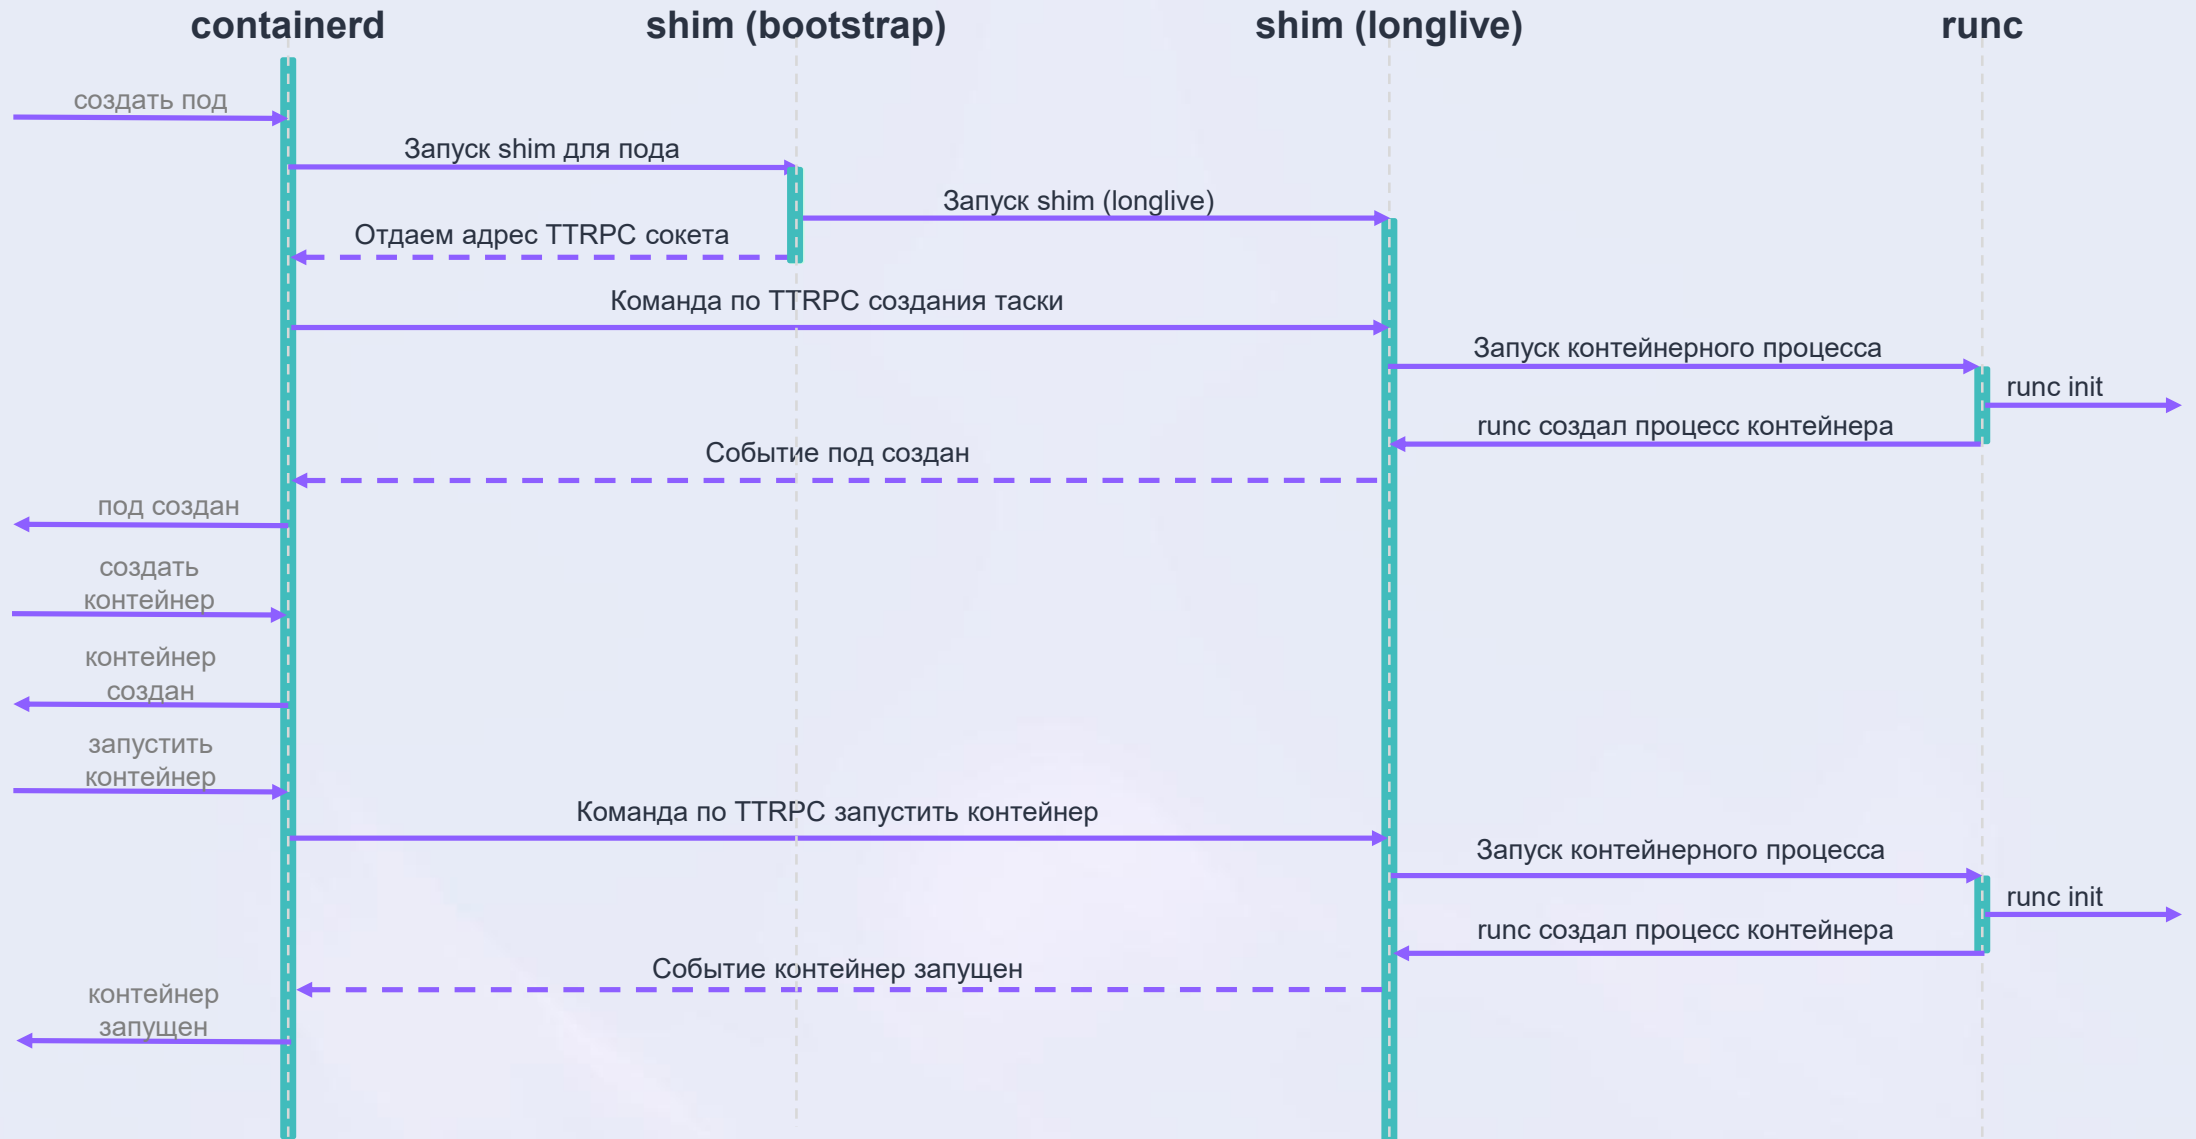 containerd
shim (bootstrap)
shim (longlive)
runc
создать под
Запуск shim для пода
Запуск shim (longlive)
Отдаем адрес TTRPC сокета
Команда по TTRPC создания таски
Запуск контейнерного процесса
runc init
runc создал процесс контейнера
Событие под создан
под создан
создать
контейнер
контейнер
создан
запустить
контейнер
Команда по TTRPC запустить контейнер
Запуск контейнерного процесса
runc init
runc создал процесс контейнера
Событие контейнер запущен
контейнер
запущен